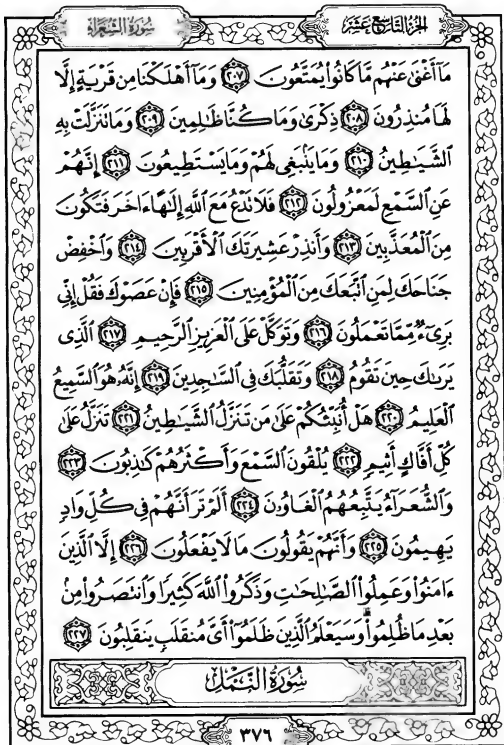 الجزء التاسع عشر
سورة الشعراء
مَآ أَغْنَىٰ عَنْهُم مَّا كَانُوا۟ يُمَتَّعُونَ ٢٠٧ وَمَآ أَهْلَكْنَا مِن قَرْيَةٍ إِلَّا
لَهَا مُنذِرُونَ ٢٠٨ ذِكْرَىٰ وَمَا كُنَّا ظَـٰلِمِينَ ٢٠٩ وَمَا تَنَزَّلَتْ بِهِ
ٱلشَّيَـٰطِينُ ٢١٠ وَمَا يَنۢبَغِى لَهُمْ وَمَا يَسْتَطِيعُونَ ٢١١ إِنَّهُمْ
عَنِ ٱلسَّمْعِ لَمَعْزُولُونَ ٢١٢ فَلَا تَدْعُ مَعَ ٱللَّهِ إِلَـٰهًا ءَاخَرَ فَتَكُونَ
مِنَ ٱلْمُعَذَّبِينَ ٢١٣ وَأَنذِرْ عَشِيرَتَكَ ٱلْأَقْرَبِينَ ٢١٤ وَٱخْفِضْ
جَنَاحَكَ لِمَنِ ٱتَّبَعَكَ مِنَ ٱلْمُؤْمِنِينَ ٢١٥ فَإِنْ عَصَوْكَ فَقُلْ إِنِّى
بَرِىٓءٌ مِّمَّا تَعْمَلُونَ ٢١٦ وَتَوَكَّلْ عَلَى ٱلْعَزِيزِ ٱلرَّحِيمِ ٢١٧ ٱلَّذِى
يَرَىٰكَ حِينَ تَقُومُ ٢١٨ وَتَقَلُّبَكَ فِى ٱلسَّـٰجِدِينَ ٢١٩ إِنَّهُۥ هُوَ ٱلسَّمِيعُ
ٱلْعَلِيمُ ٢٢٠ هَلْ أُنَبِّئُكُمْ عَلَىٰ مَن تَنَزَّلُ ٱلشَّيَـٰطِينُ ٢٢١ تَنَزَّلُ عَلَىٰ
كُلِّ أَفَّاكٍ أَثِيمٍ ٢٢٢ يُلْقُونَ ٱلسَّمْعَ وَأَكْثَرُهُمْ كَـٰذِبُونَ ٢٢٣
وَٱلشُّعَرَآءُ يَتَّبِعُهُمُ ٱلْغَاوُۥنَ ٢٢٤ أَلَمْ تَرَ أَنَّهُمْ فِى كُلِّ وَادٍ
يَهِيمُونَ ٢٢٥ وَأَنَّهُمْ يَقُولُونَ مَا لَا يَفْعَلُونَ ٢٢٦ إِلَّا ٱلَّذِينَ
ءَامَنُوا۟ وَعَمِلُوا۟ ٱلصَّـٰلِحَـٰتِ وَذَكَرُوا۟ ٱللَّهَ كَثِيرًا وَٱنتَصَرُوا۟ مِنۢ
بَعْدِ مَا ظُلِمُوا۟ ۗ وَسَيَعْلَمُ ٱلَّذِينَ ظَلَمُوٓا۟ أَىَّ مُنقَلَبٍ يَنقَلِبُونَ ٢٢٧
سورة النمل
٣٧٦